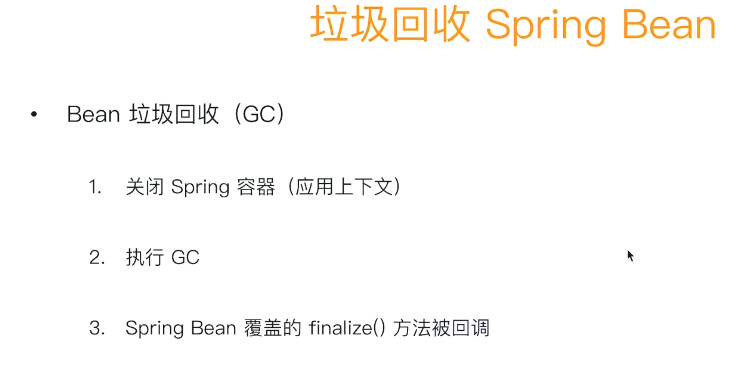 垃圾回收 Spring Bean
• Bean 垃圾回收（GC）
1. 关闭 Spring 容器（应用上下文）
2. 执行 GC
3. Spring Bean 覆盖的 finalize() 方法被回调